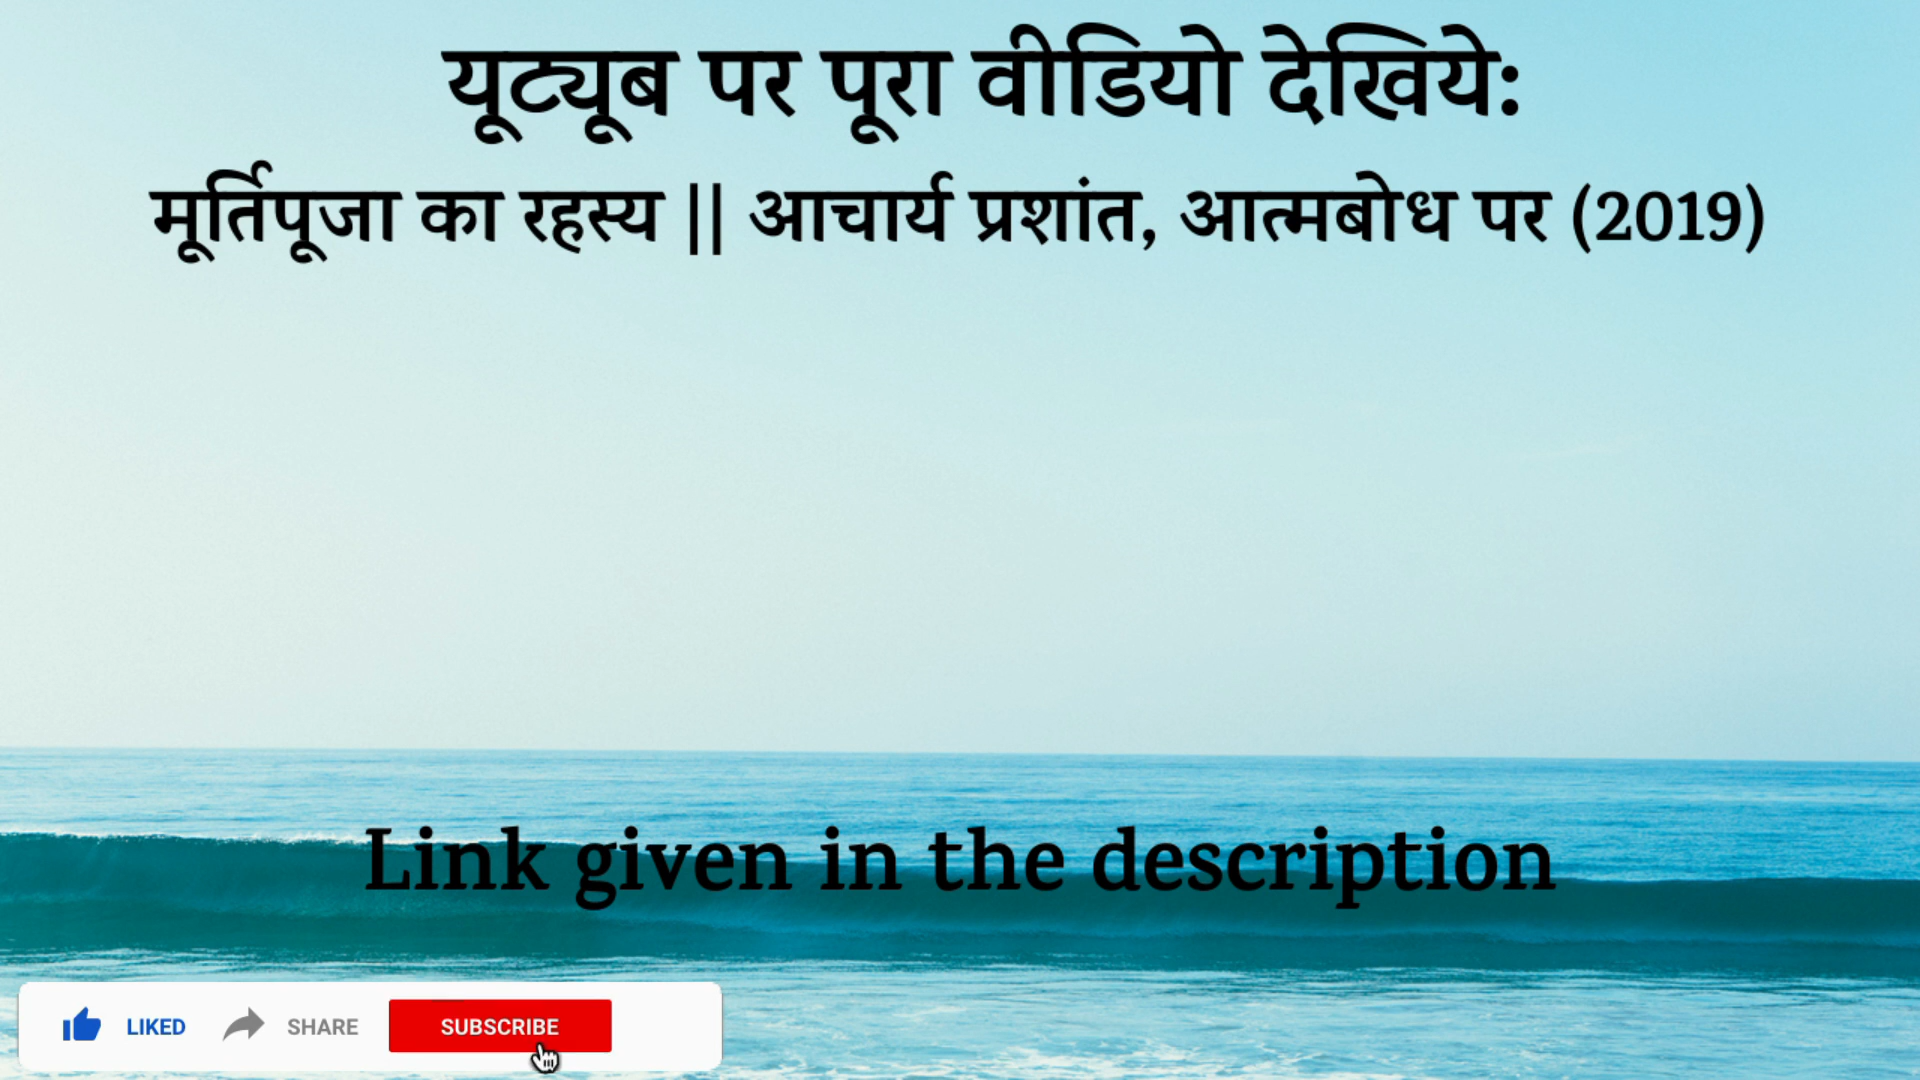 यूट्यूब पर पूरा वीडियो देखिये:
मूर्तिपूजा का रहस्य || आचार्य प्रशांत, आत्मबोध पर (2019)
Link given in the description
LIKED SHARE SUBSCRIBE